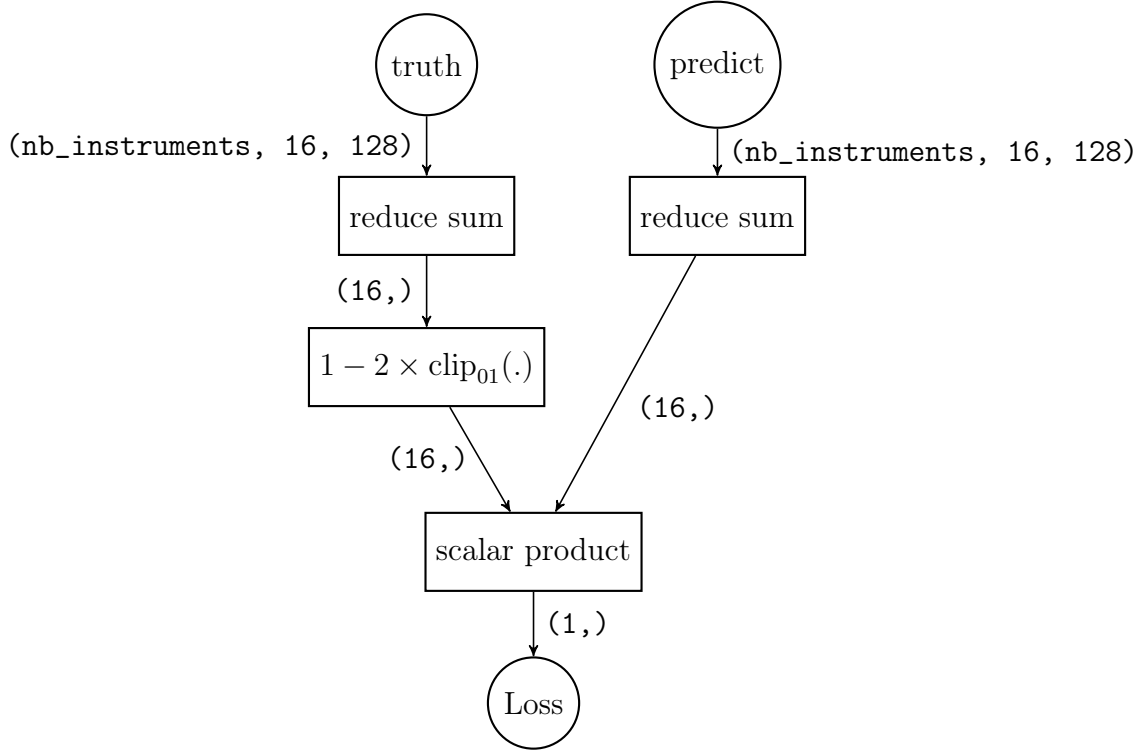 truth
predict
(nb_instruments, 16, 128)
(nb_instruments, 16, 128)
reduce sum
reduce sum
(16,)
1 − 2 × clip₀₁(.)
(16,)
(16,)
scalar product
(1,)
Loss